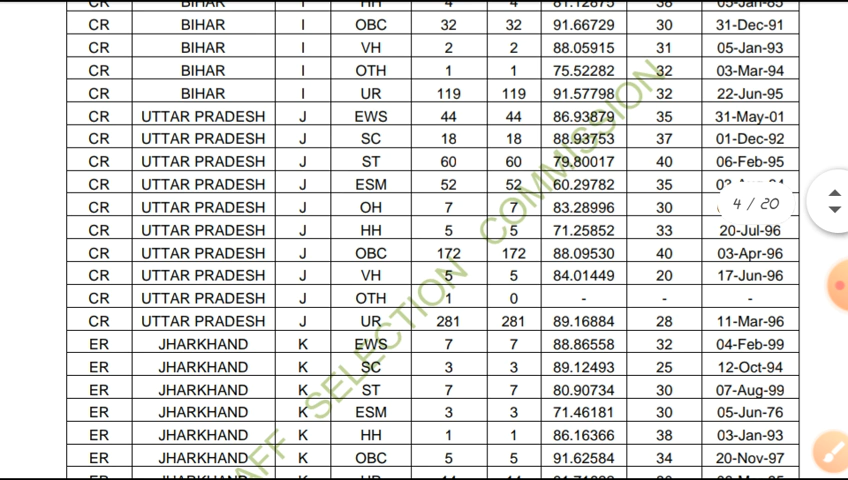 CR BIHAR I HH 4 4 81.12875 38 05-Jan-85
CR BIHAR I OBC 32 32 91.66729 30 31-Dec-91
CR BIHAR I VH 2 2 88.05915 31 05-Jan-93
CR BIHAR I OTH 1 1 75.52282 32 03-Mar-94
CR BIHAR I UR 119 119 91.57798 32 22-Jun-95
CR UTTAR PRADESH J EWS 44 44 86.93879 35 31-May-01
CR UTTAR PRADESH J SC 18 18 88.93753 37 01-Dec-92
CR UTTAR PRADESH J ST 60 60 79.80017 40 06-Feb-95
CR UTTAR PRADESH J ESM 52 52 60.29782 35
CR UTTAR PRADESH J OH 7 7 83.28996 30
4 / 20
CR UTTAR PRADESH J HH 5 5 71.25852 33 20-Jul-96
CR UTTAR PRADESH J OBC 172 172 88.09530 40 03-Apr-96
CR UTTAR PRADESH J VH 5 5 84.01449 20 17-Jun-96
CR UTTAR PRADESH J OTH 1 0 - - -
CR UTTAR PRADESH J UR 281 281 89.16884 28 11-Mar-96
ER JHARKHAND K EWS 7 7 88.86558 32 04-Feb-99
ER JHARKHAND K SC 3 3 89.12493 25 12-Oct-94
ER JHARKHAND K ST 7 7 80.90734 30 07-Aug-99
ER JHARKHAND K ESM 3 3 71.46181 30 05-Jun-76
ER JHARKHAND K HH 1 1 86.16366 38 03-Jan-93
ER JHARKHAND K OBC 5 5 91.62584 34 20-Nov-97
ER JHARKHAND K UR
AFF SELECTION COMMISSION